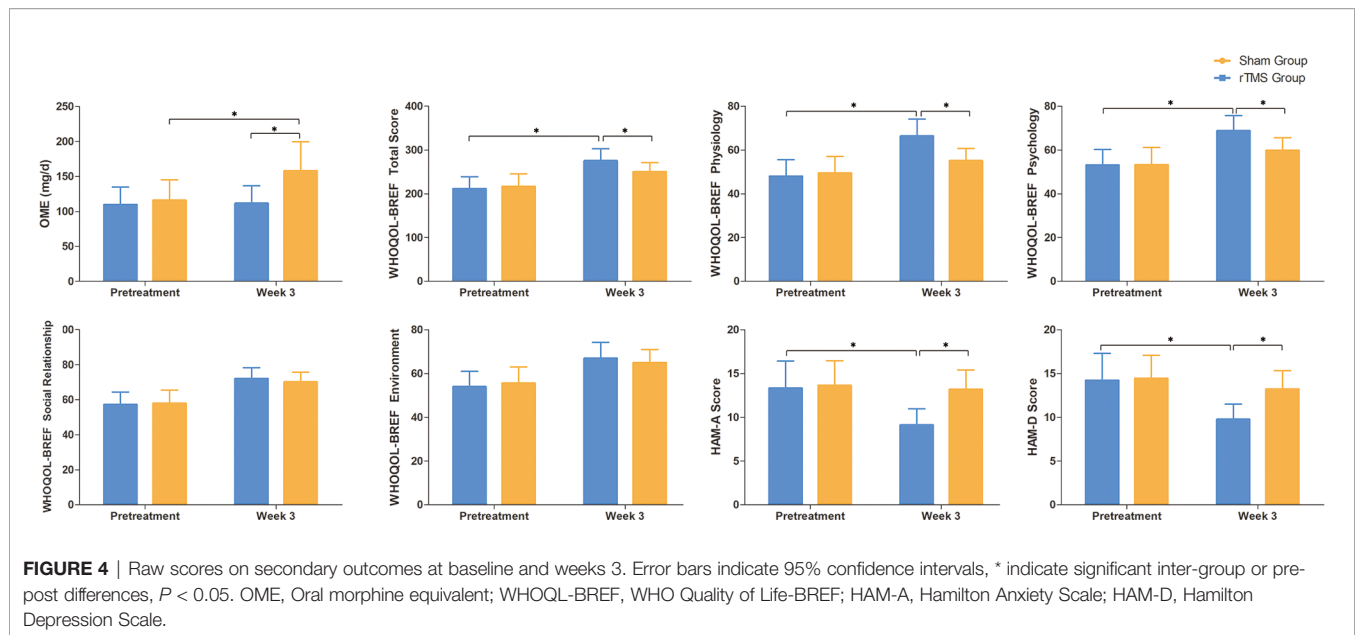 Sham Group
rTMS Group
OME (mg/d)
250
200
150
100
50
0
*
*
Pretreatment
Week 3
WHOQOL-BREF Total Score
400
300
200
100
0
*
*
Pretreatment
Week 3
WHOQOL-BREF Physiology
80
60
40
20
0
*
*
Pretreatment
Week 3
WHOQOL-BREF Psychology
80
60
40
20
0
*
*
Pretreatment
Week 3
WHOQOL-BREF Social Relationship
00
80
60
40
20
0
Pretreatment
Week 3
WHOQOL-BREF Environment
80
60
40
20
0
Pretreatment
Week 3
HAM-A Score
20
15
10
5
0
*
*
Pretreatment
Week 3
HAM-D Score
20
15
10
5
0
*
*
Pretreatment
Week 3
FIGURE 4 | Raw scores on secondary outcomes at baseline and weeks 3. Error bars indicate 95% confidence intervals, * indicate significant inter-group or pre-
post differences, P < 0.05. OME, Oral morphine equivalent; WHOQL-BREF, WHO Quality of Life-BREF; HAM-A, Hamilton Anxiety Scale; HAM-D, Hamilton
Depression Scale.